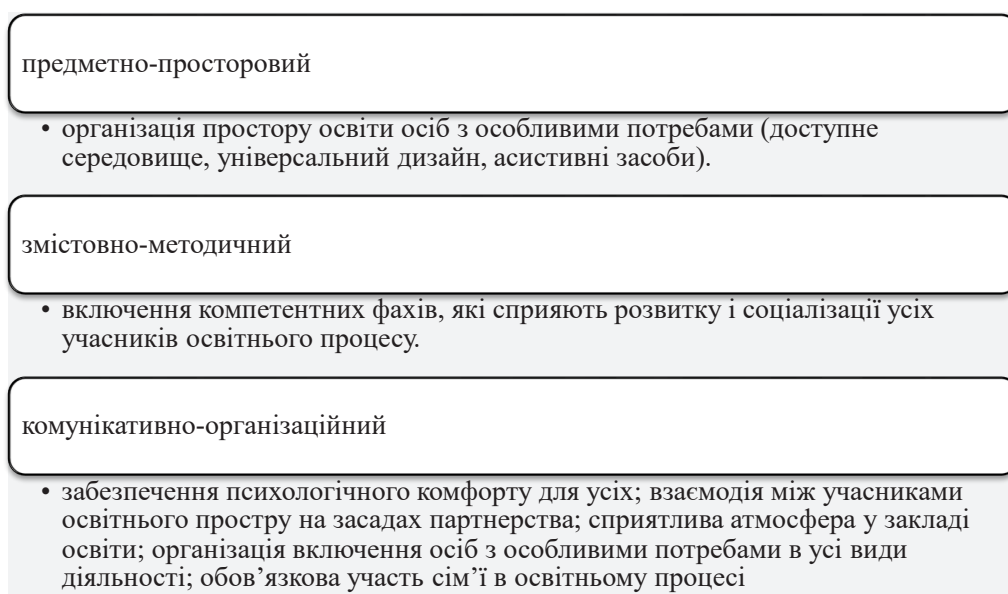 предметно-просторовий
• організація простору освіти осіб з особливими потребами (доступне
середовище, універсальний дизайн, асистивні засоби).
змістовно-методичний
• включення компетентних фахів, які сприяють розвитку і соціалізації усіх
учасників освітнього процесу.
комунікативно-організаційний
• забезпечення психологічного комфорту для усіх; взаємодія між учасниками
освітнього простру на засадах партнерства; сприятлива атмосфера у закладі
освіти; організація включення осіб з особливими потребами в усі види
діяльності; обов’язкова участь сім’ї в освітньому процесі